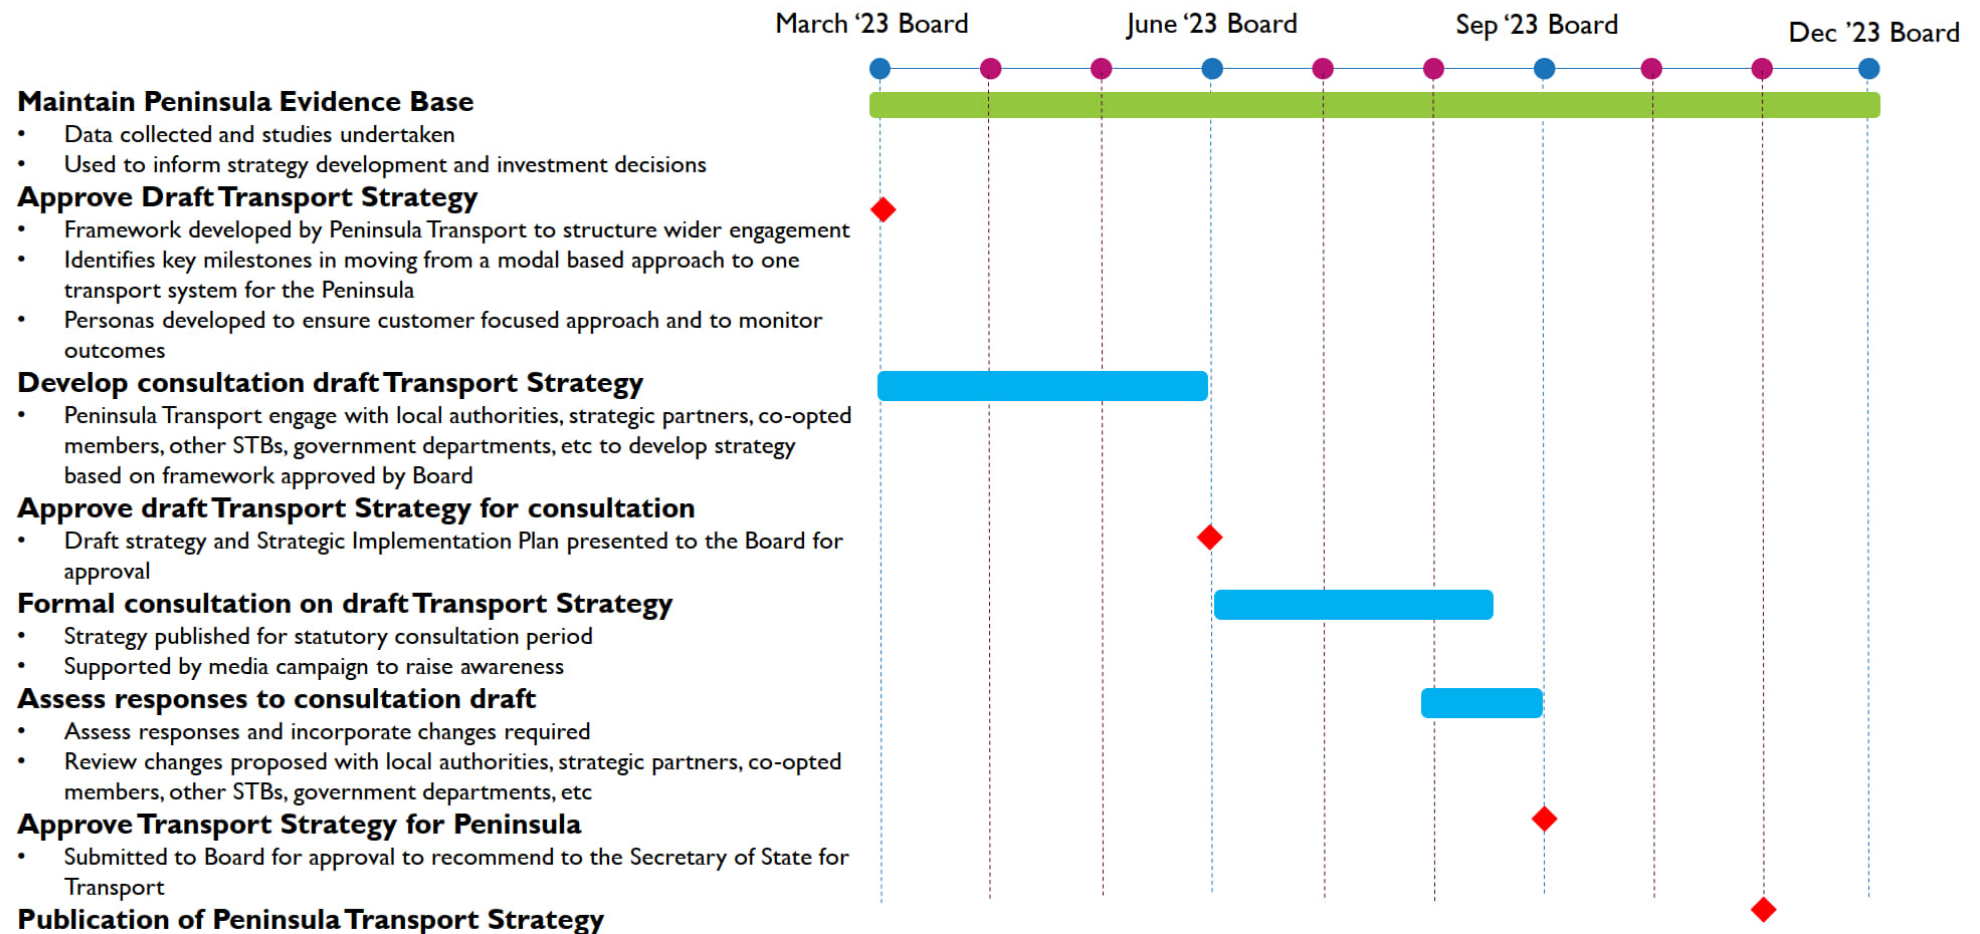 March ‘23 Board
June ‘23 Board
Sep ‘23 Board
Dec ’23 Board
Maintain Peninsula Evidence Base
• Data collected and studies undertaken
• Used to inform strategy development and investment decisions
Approve Draft Transport Strategy
• Framework developed by Peninsula Transport to structure wider engagement
• Identifies key milestones in moving from a modal based approach to one
transport system for the Peninsula
• Personas developed to ensure customer focused approach and to monitor
outcomes
Develop consultation draft Transport Strategy
• Peninsula Transport engage with local authorities, strategic partners, co-opted
members, other STBs, government departments, etc to develop strategy
based on framework approved by Board
Approve draft Transport Strategy for consultation
• Draft strategy and Strategic Implementation Plan presented to the Board for
approval
Formal consultation on draft Transport Strategy
• Strategy published for statutory consultation period
• Supported by media campaign to raise awareness
Assess responses to consultation draft
• Assess responses and incorporate changes required
• Review changes proposed with local authorities, strategic partners, co-opted
members, other STBs, government departments, etc
Approve Transport Strategy for Peninsula
• Submitted to Board for approval to recommend to the Secretary of State for
Transport
Publication of Peninsula Transport Strategy